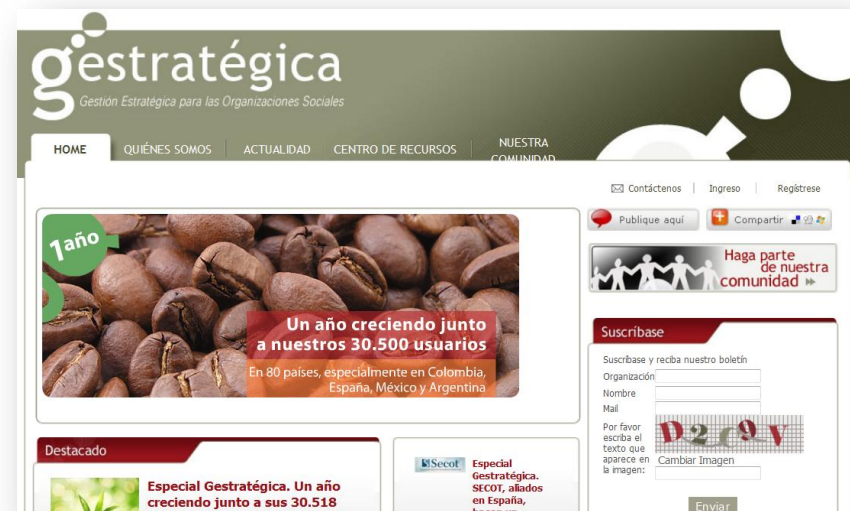 gestratégica
Gestión Estratégica para las Organizaciones Sociales
HOME
QUIÉNES SOMOS
ACTUALIDAD
CENTRO DE RECURSOS
NUESTRA
COMUNIDAD
Contáctenos
Ingreso
Regístrese
Publique aquí
Compartir
1año
Un año creciendo junto
a nuestros 30.500 usuarios
En 80 países, especialmente en Colombia,
España, México y Argentina
Haga parte
de nuestra
comunidad
Suscríbase
Suscríbase y reciba nuestro boletín
Organización
Nombre
Mail
Por favor
escriba el
texto que
aparece en
la imagen:
D2C9V
Cambiar Imagen
Enviar
Destacado
Especial Gestratégica. Un año
creciendo junto a sus 30.518
Secot
Especial
Gestratégica.
SECOT, aliados
en España,